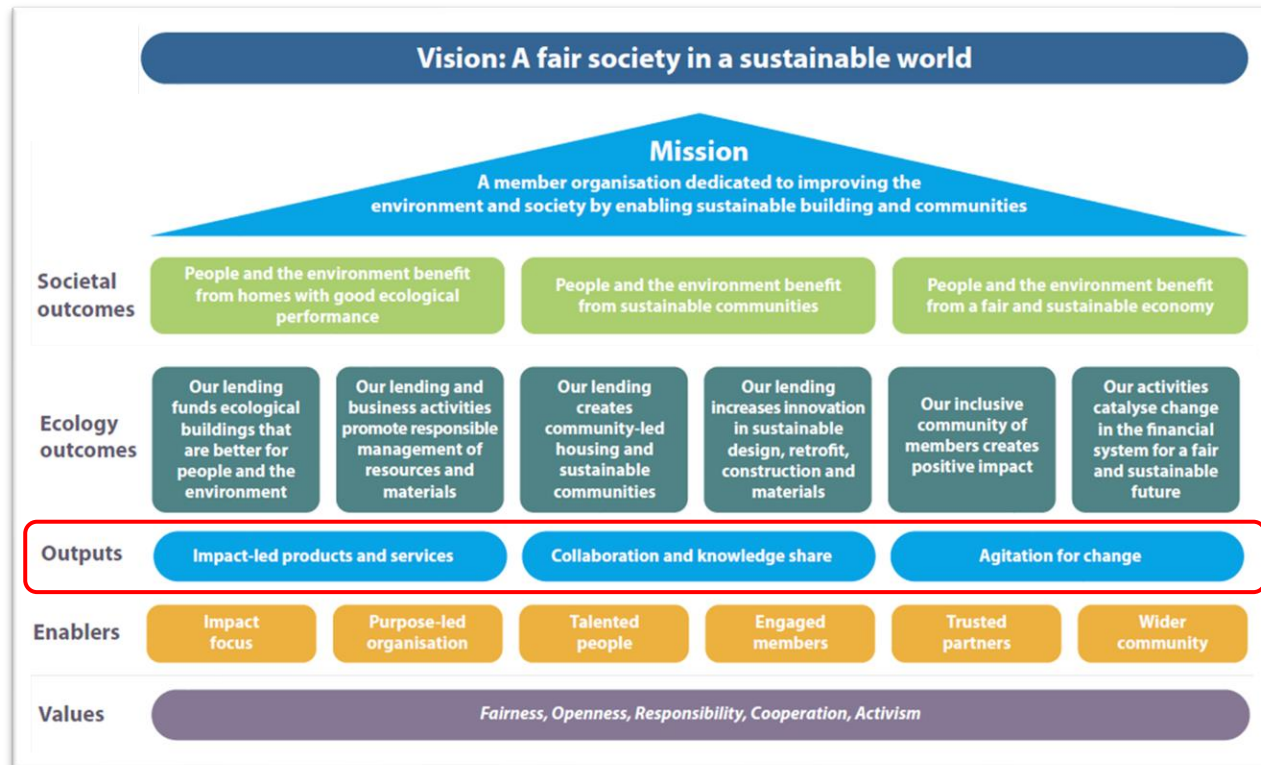 Vision: A fair society in a sustainable world
Mission
A member organisation dedicated to improving the
environment and society by enabling sustainable building and communities
Societal
outcomes
People and the environment benefit
from homes with good ecological
performance
People and the environment benefit
from sustainable communities
People and the environment benefit
from a fair and sustainable economy
Ecology
outcomes
Our lending
funds ecological
buildings that
are better for
people and the
environment
Our lending and
business activities
promote responsible
management of
resources and
materials
Our lending
creates
community-led
housing and
sustainable
communities
Our lending
increases innovation
in sustainable
design, retrofit,
construction and
materials
Our inclusive
community of
members creates
positive impact
Our activities
catalyse change
in the financial
system for a fair
and sustainable
future
Outputs
Impact-led products and services
Collaboration and knowledge share
Agitation for change
Enablers
Impact
focus
Purpose-led
organisation
Talented
people
Engaged
members
Trusted
partners
Wider
community
Values
Fairness, Openness, Responsibility, Cooperation, Activism